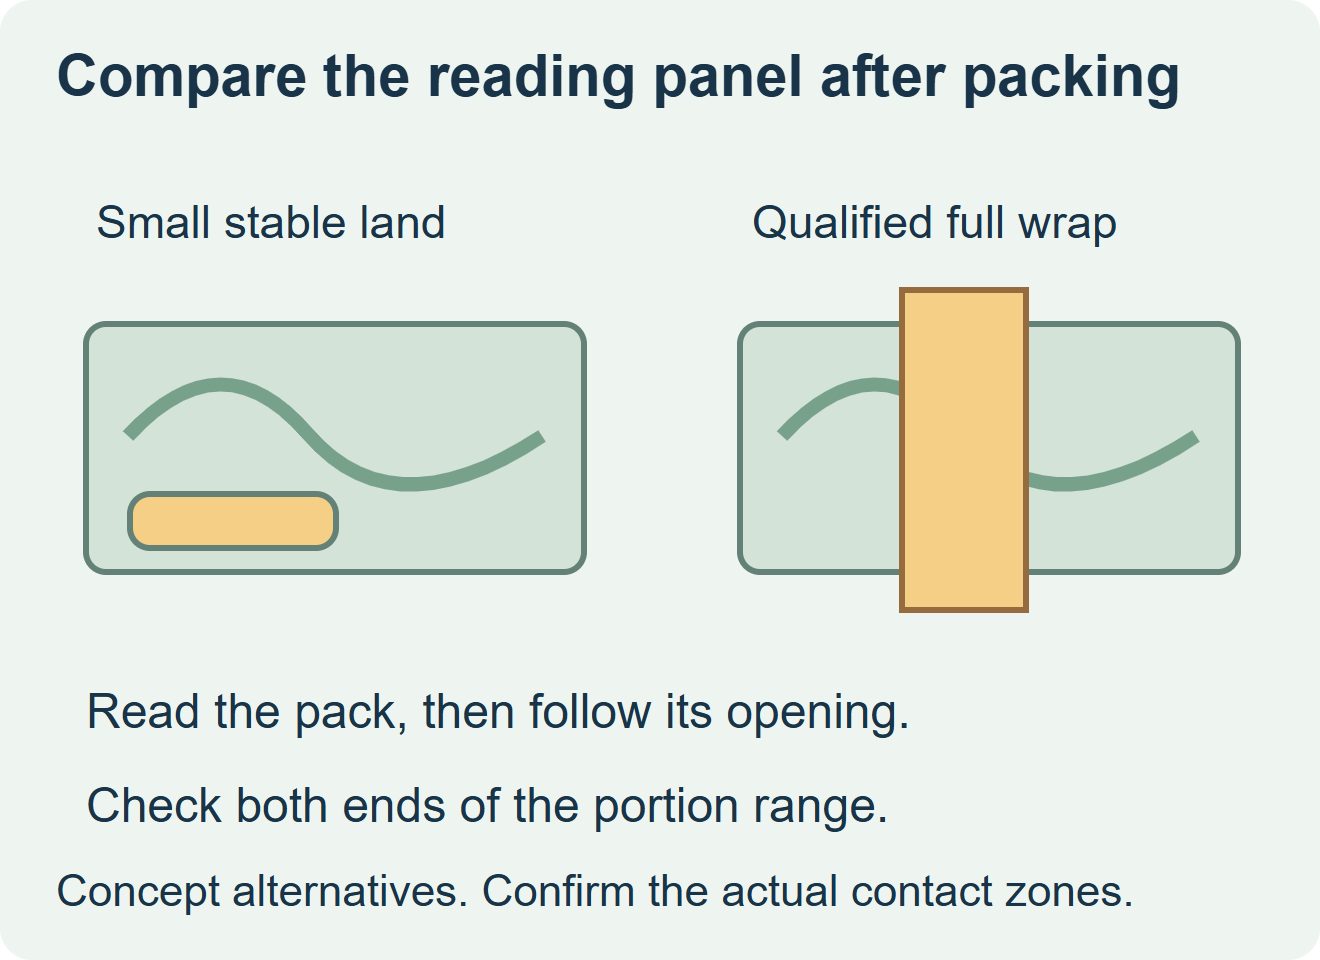 Compare the reading panel after packing
Small stable land
Qualified full wrap
Read the pack, then follow its opening.
Check both ends of the portion range.
Concept alternatives. Confirm the actual contact zones.